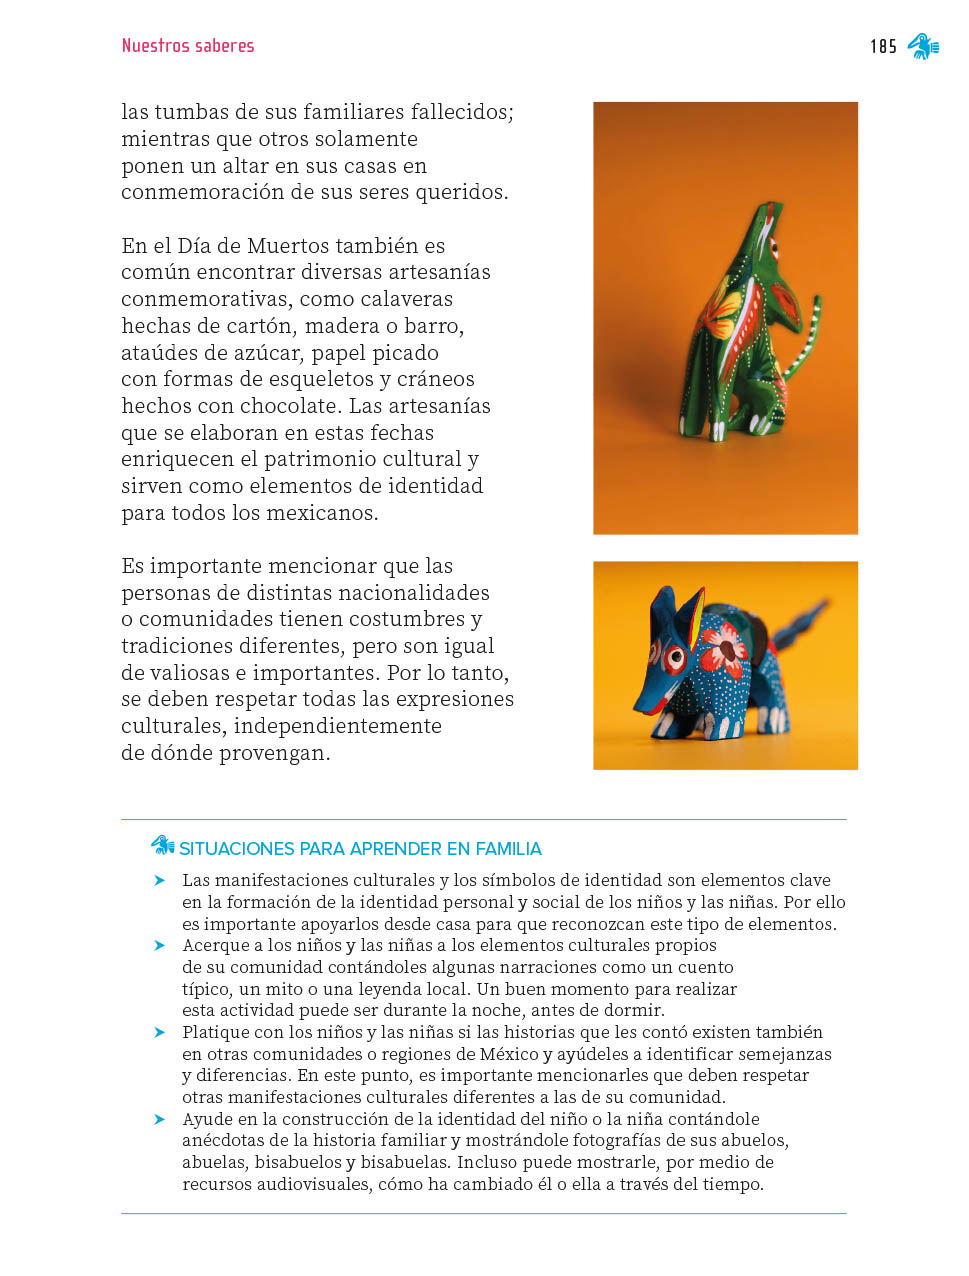 Nuestros saberes
185
las tumbas de sus familiares fallecidos;
mientras que otros solamente
ponen un altar en sus casas en
conmemoración de sus seres queridos.
En el Día de Muertos también es
común encontrar diversas artesanías
conmemorativas, como calaveras
hechas de cartón, madera o barro,
ataúdes de azúcar, papel picado
con formas de esqueletos y cráneos
hechos con chocolate. Las artesanías
que se elaboran en estas fechas
enriquecen el patrimonio cultural y
sirven como elementos de identidad
para todos los mexicanos.
Es importante mencionar que las
personas de distintas nacionalidades
o comunidades tienen costumbres y
tradiciones diferentes, pero son igual
de valiosas e importantes. Por lo tanto,
se deben respetar todas las expresiones
culturales, independientemente
de dónde provengan.
SITUACIONES PARA APRENDER EN FAMILIA
➤ Las manifestaciones culturales y los símbolos de identidad son elementos clave
en la formación de la identidad personal y social de los niños y las niñas. Por ello
es importante apoyarlos desde casa para que reconozcan este tipo de elementos.
➤ Acerque a los niños y las niñas a los elementos culturales propios
de su comunidad contándoles algunas narraciones como un cuento
típico, un mito o una leyenda local. Un buen momento para realizar
esta actividad puede ser durante la noche, antes de dormir.
➤ Platique con los niños y las niñas si las historias que les contó existen también
en otras comunidades o regiones de México y ayúdeles a identificar semejanzas
y diferencias. En este punto, es importante mencionarles que deben respetar
otras manifestaciones culturales diferentes a las de su comunidad.
➤ Ayude en la construcción de la identidad del niño o la niña contándole
anécdotas de la historia familiar y mostrándole fotografías de sus abuelos,
abuelas, bisabuelos y bisabuelas. Incluso puede mostrarle, por medio de
recursos audiovisuales, cómo ha cambiado él o ella a través del tiempo.